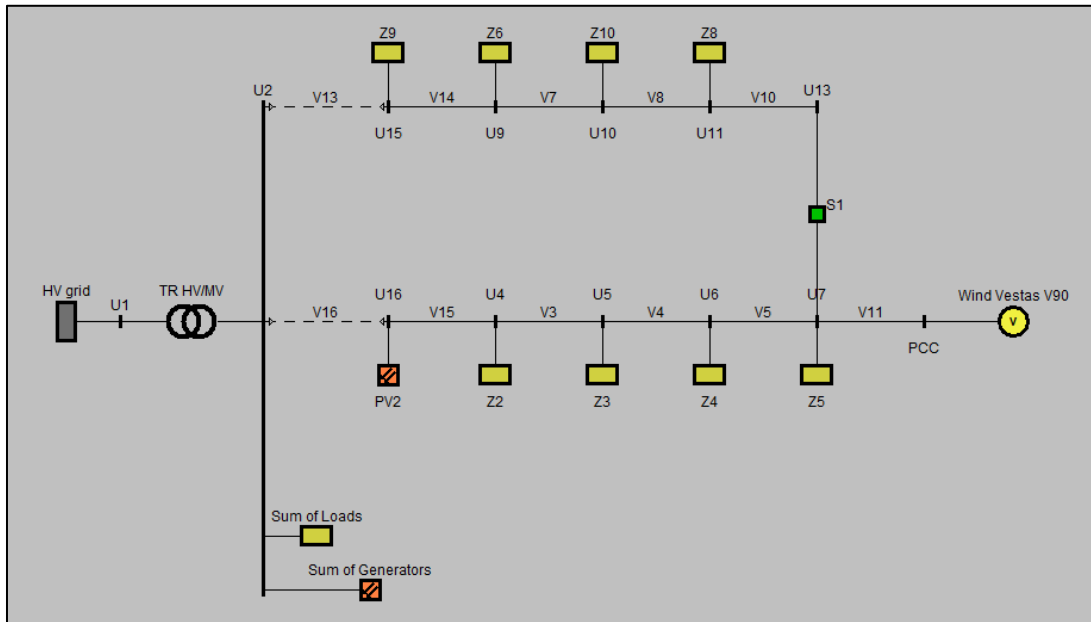 Z9 Z6 Z10 Z8
U2 V13 V14 V7 V8 V10 U13
U15 U9 U10 U11
S1
HV grid U1 TR HV/MV U16 U4 U5 U6 U7 Wind Vestas V90
V16 V15 V3 V4 V5 V11 V
PCC
PV2 Z2 Z3 Z4 Z5
Sum of Loads
Sum of Generators